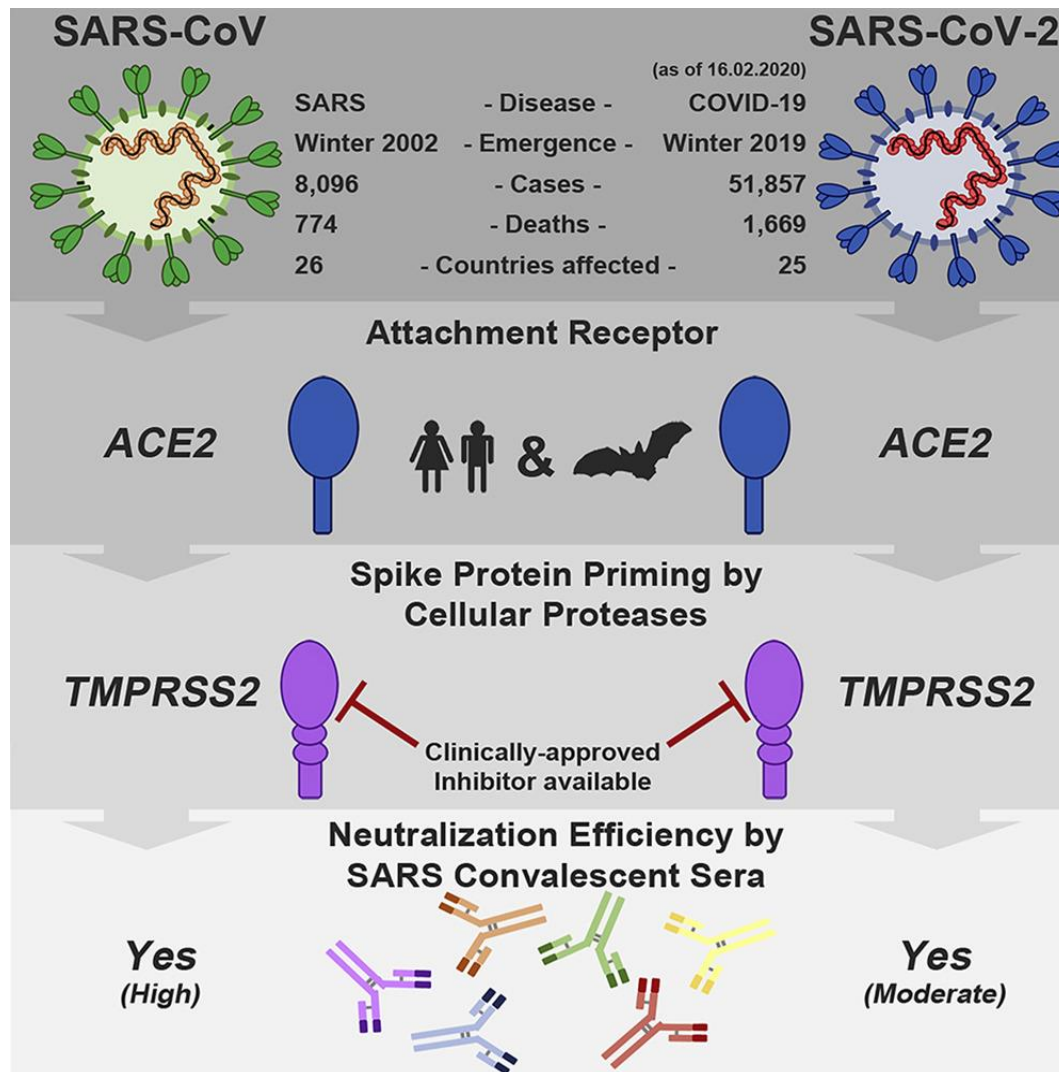 SARS-CoV
SARS-CoV-2
(as of 16.02.2020)
SARS - Disease - COVID-19
Winter 2002 - Emergence - Winter 2019
8,096 - Cases - 51,857
774 - Deaths - 1,669
26 - Countries affected - 25
Attachment Receptor
ACE2 & ACE2
Spike Protein Priming by
Cellular Proteases
TMPRSS2 TMPRSS2
Clinically-approved
Inhibitor available
Neutralization Efficiency by
SARS Convalescent Sera
Yes Yes
(High) (Moderate)